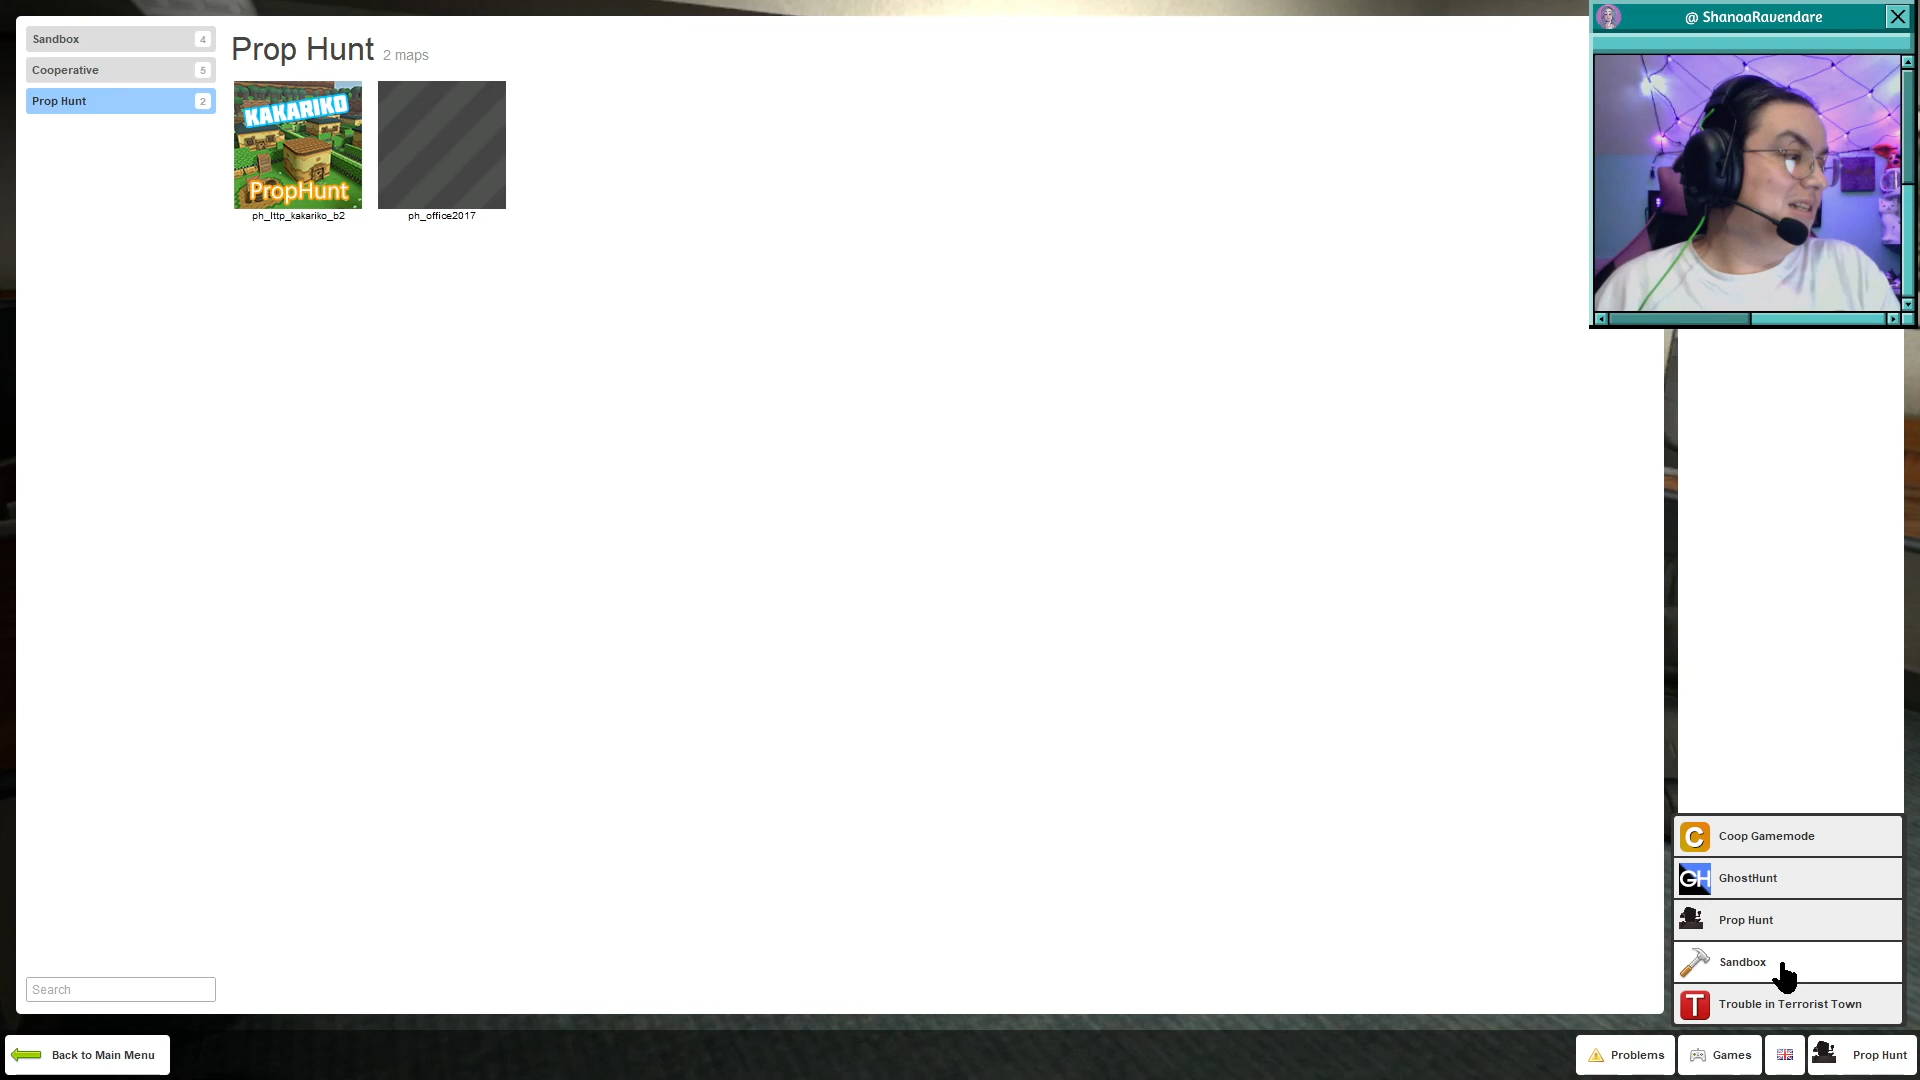 Sandbox 4
Cooperative 5
Prop Hunt 2
Prop Hunt 2 maps
KAKARIKO
PropHunt
ph_lttp_kakariko_b2
ph_office2017
@ ShanoaRavendare
C Coop Gamemode
GH GhostHunt
Prop Hunt
Sandbox
T Trouble in Terrorist Town
Search
Back to Main Menu
Problems
Games
Prop Hunt